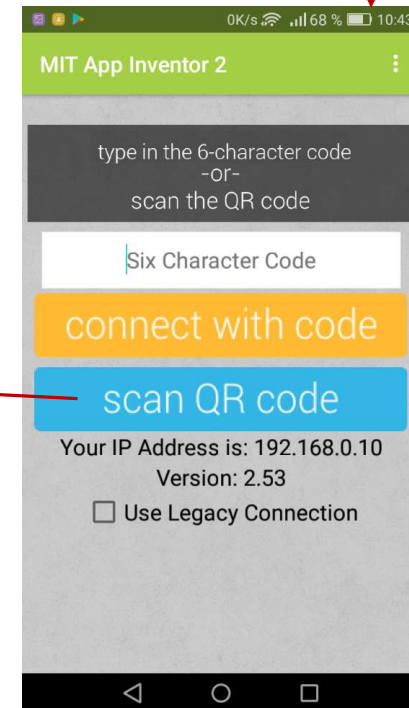 0K/s 68 % 10:43
MIT App Inventor 2
type in the 6-character code
-or-
scan the QR code
Six Character Code
connect with code
scan QR code
Your IP Address is: 192.168.0.10
Version: 2.53
Use Legacy Connection